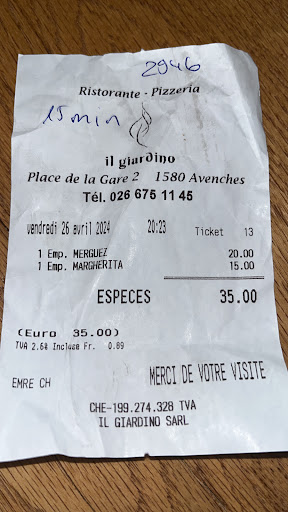 2946
Ristorante - Pizzeria
15 min
il giardino
Place de la Gare 2 1580 Avenches
Tél. 026 675 11 45
vendredi 26 avril 2024 20:23 Ticket 13
1 Emp. MERGUEZ 20.00
1 Emp. MARGHERITA 15.00
ESPECES 35.00
(Euro 35.00)
TVA 2.6% Incluse Fr. 0.89
EMRE CH MERCI DE VOTRE VISITE
CHE-199.274.328 TVA
IL GIARDINO SARL